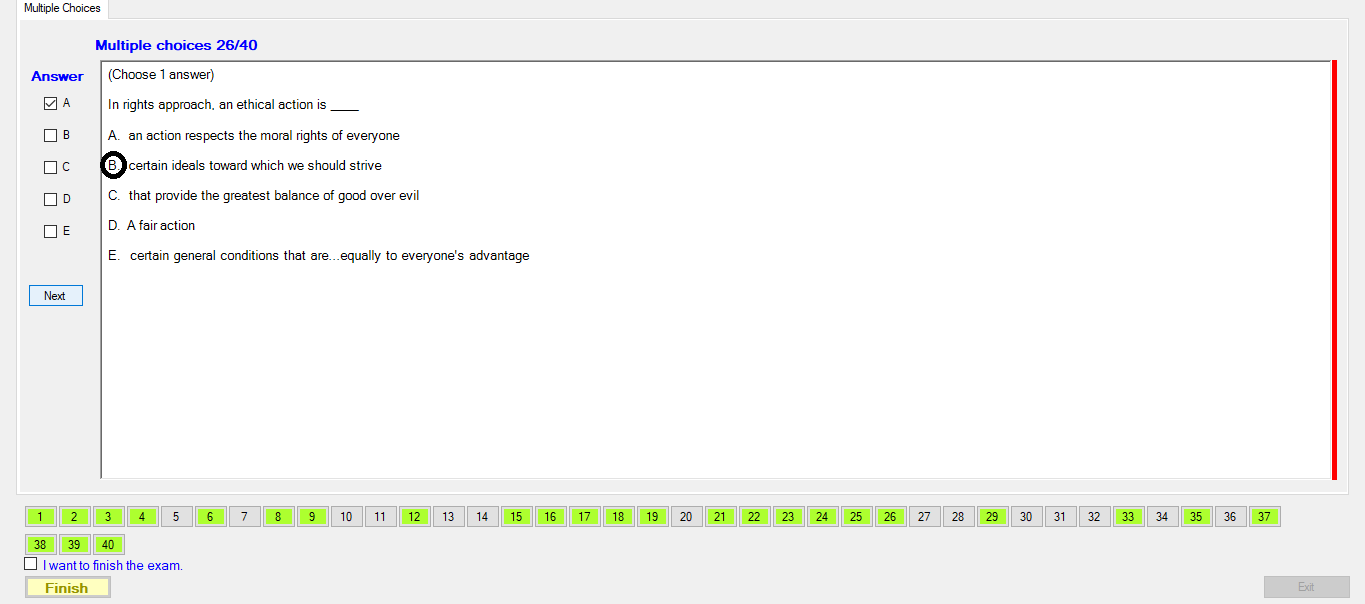 Multiple Choices
Multiple choices 26/40
Answer
A
B
C
D
E
Next
(Choose 1 answer)
In rights approach, an ethical action is ____
A. an action respects the moral rights of everyone
B. certain ideals toward which we should strive
C. that provide the greatest balance of good over evil
D. A fair action
E. certain general conditions that are...equally to everyone's advantage
1 2 3 4 5 6 7 8 9 10 11 12 13 14 15 16 17 18 19 20 21 22 23 24 25 26 27 28 29 30 31 32 33 34 35 36 37
38 39 40
I want to finish the exam.
Finish
Exit